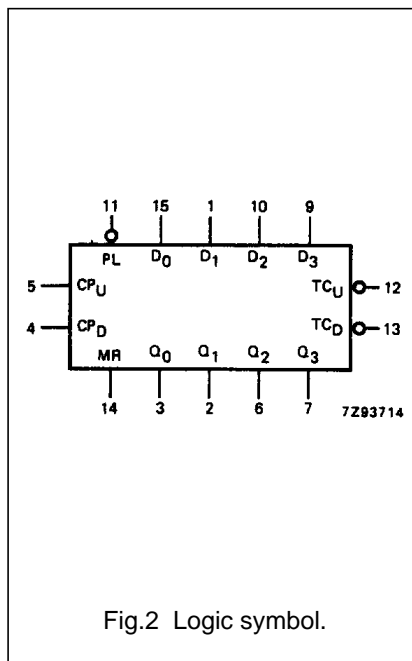 11 15 1 10 9
PL D0 D1 D2 D3
5 CPU TCU 12
4 CPD TCD 13
MR Q0 Q1 Q2 Q3
14 3 2 6 7 7Z93714
Fig.2 Logic symbol.